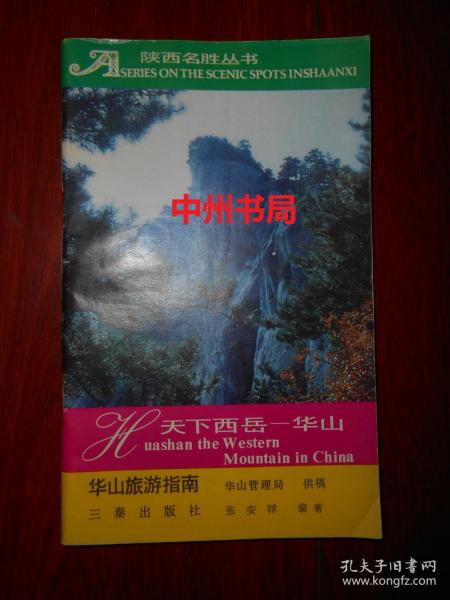 陕西名胜丛书
A SERIES ON THE SCENIC SPOTS INSHAANXI
中州书局
天下西岳一华山
Huashan the Western
Mountain in China
华山旅游指南 华山管理局 供稿
三秦出版社 张安祥 编著
孔夫子旧书网
www.kongfz.com